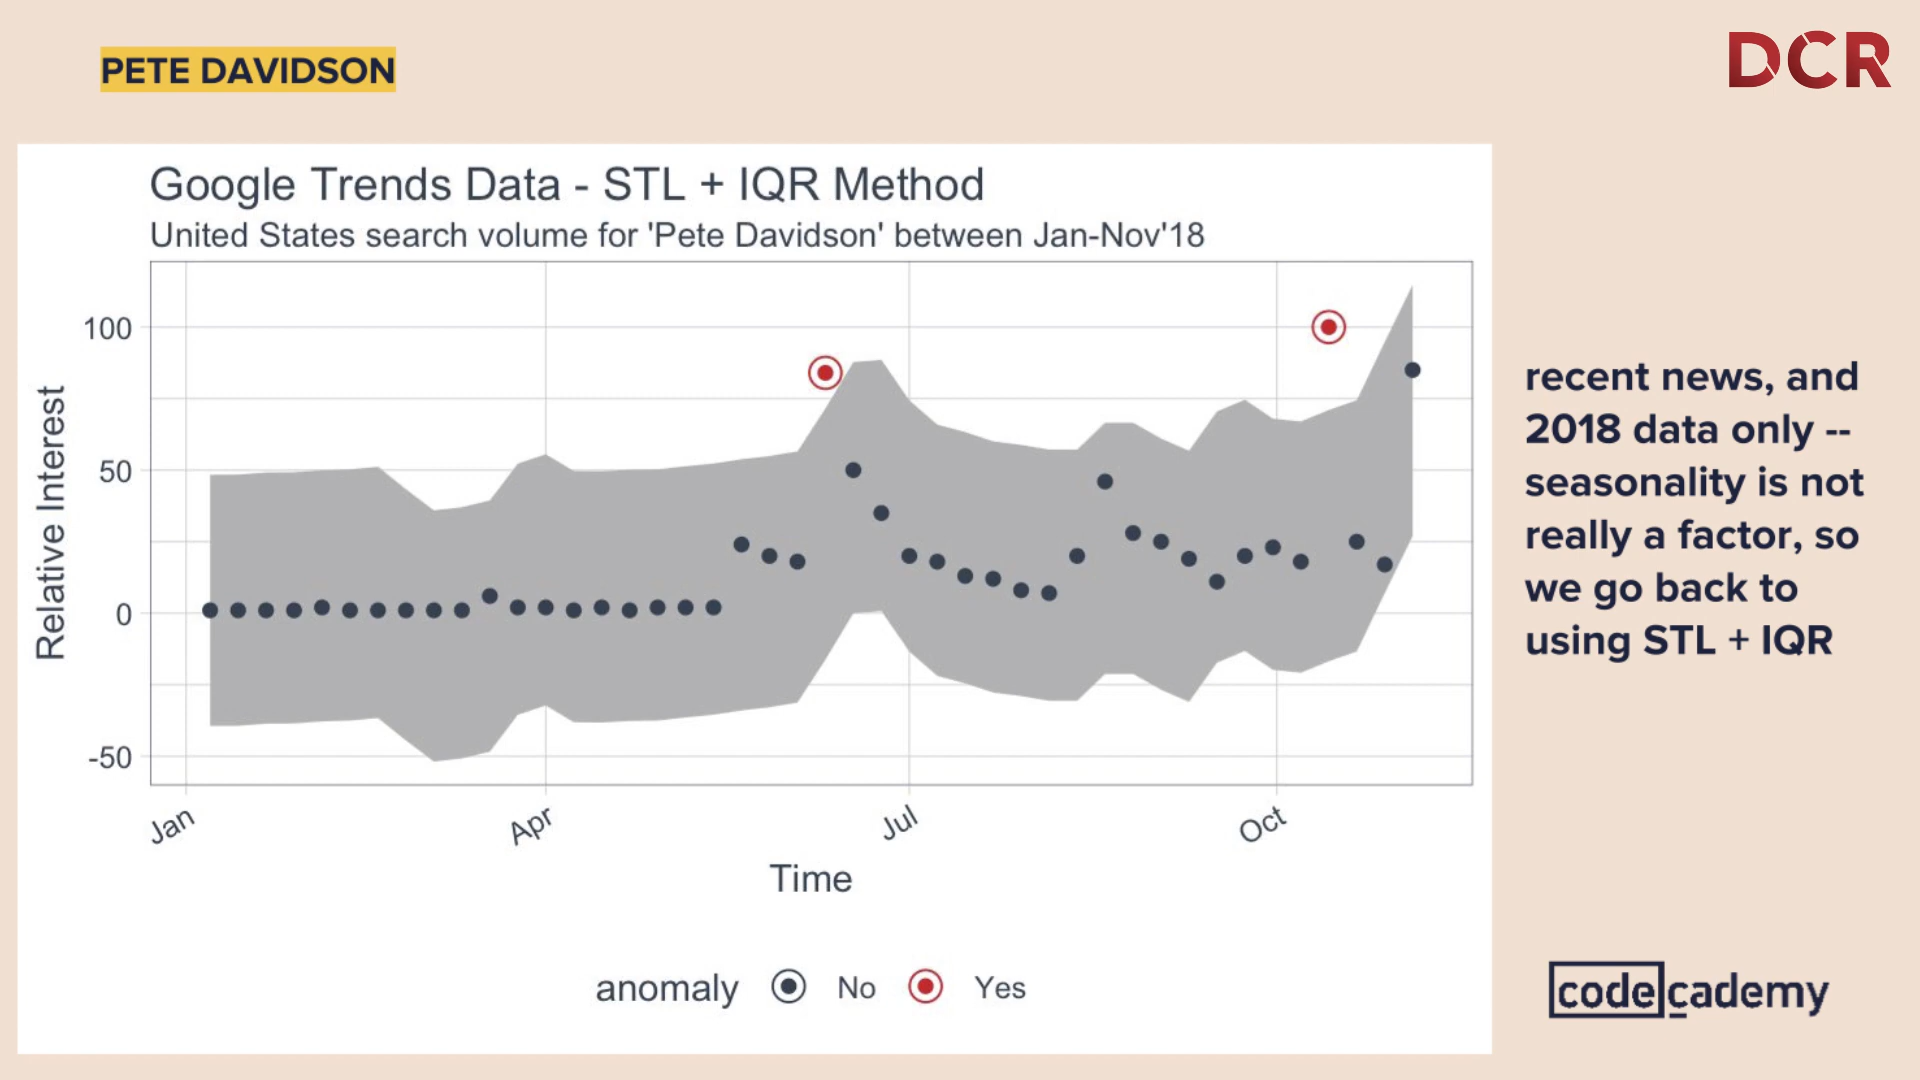 PETE DAVIDSON
DCR
Google Trends Data - STL + IQR Method
United States search volume for 'Pete Davidson' between Jan-Nov'18
100
50
0
-50
Relative Interest
Jan
Apr
Jul
Oct
Time
anomaly No Yes
recent news, and
2018 data only --
seasonality is not
really a factor, so
we go back to
using STL + IQR
codecademy